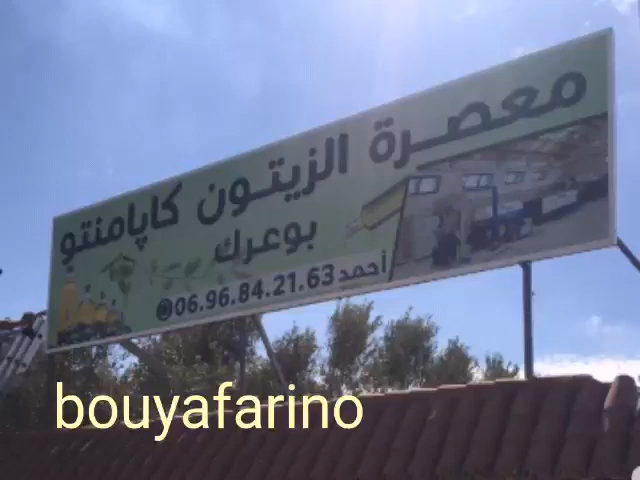 معصرة الزيتون كاپامنتو
بوعرك
أحمد 06.96.84.21.63
bouyafarino